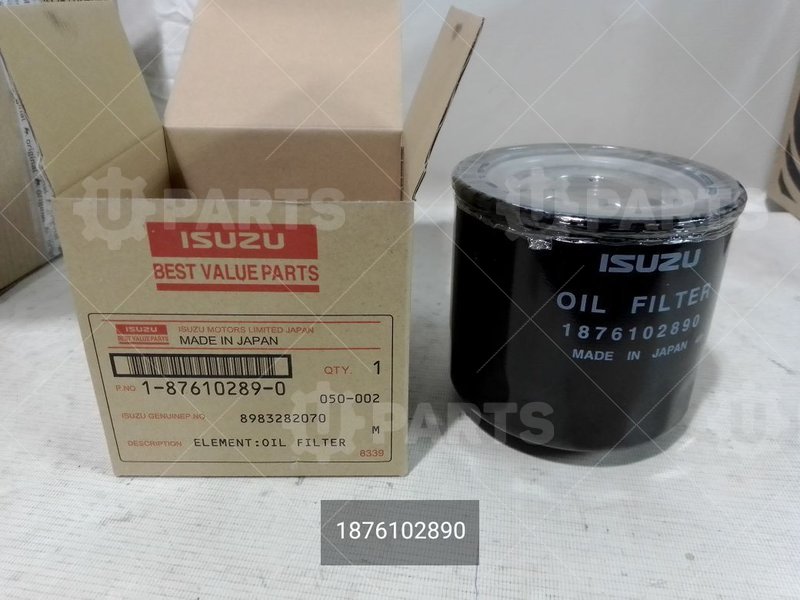 original
U PARTS
U PARTS
ISUZU
BEST VALUE PARTS
ISUZU
BEST VALUE PARTS
ISUZU MOTORS LIMITED JAPAN
MADE IN JAPAN
QTY. 1
P.NO 1-87610289-0
050-002
ISUZU GENUINEP NO 8983282070
M
DESCRIPTION ELEMENT:OIL FILTER
8339
ISUZU
OIL FILTER
1876102890
MADE IN JAPAN
U PARTS
1876102890